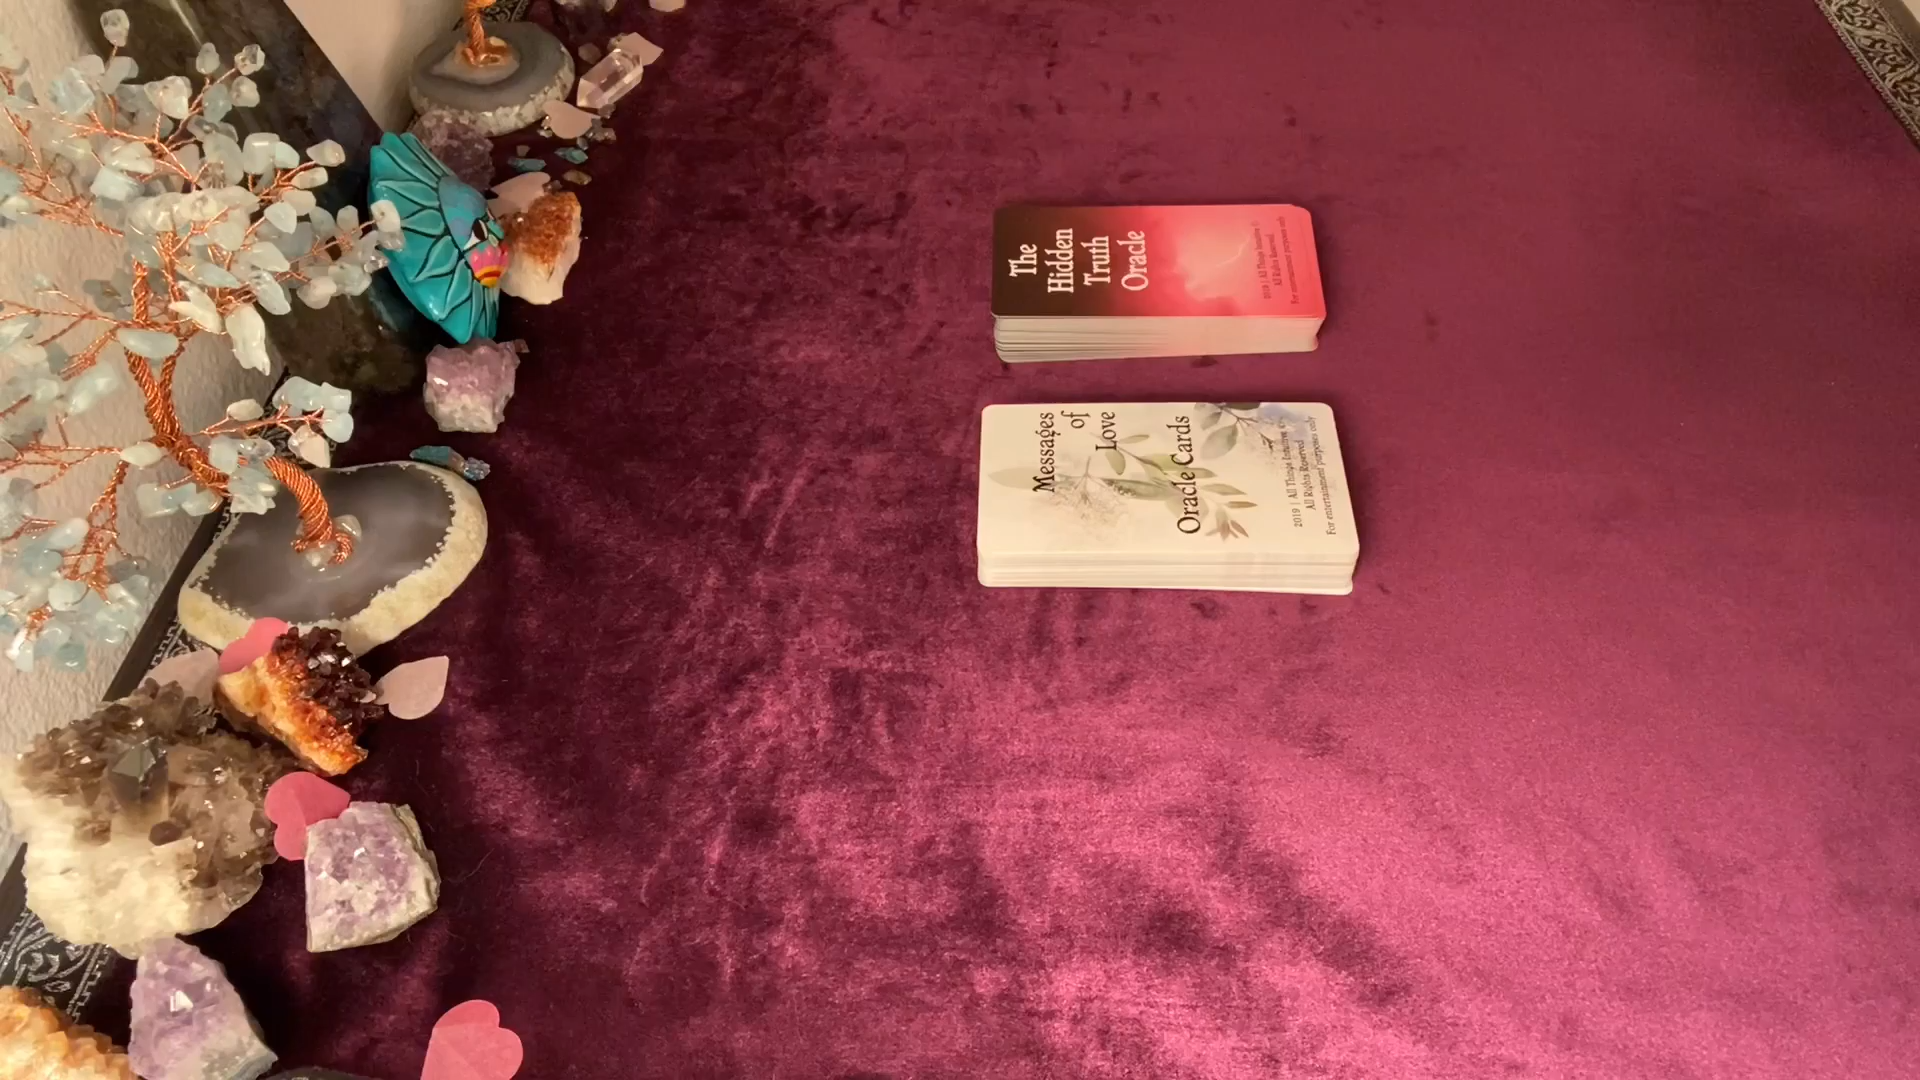 The
Hidden
Truth
Oracle
2019 | All Things Intuitive ©
All Rights Reserved
For entertainment purposes only
Messages
of
Love
Oracle Cards
2019 | All Things Intuitive ©
All Rights Reserved
For entertainment purposes only